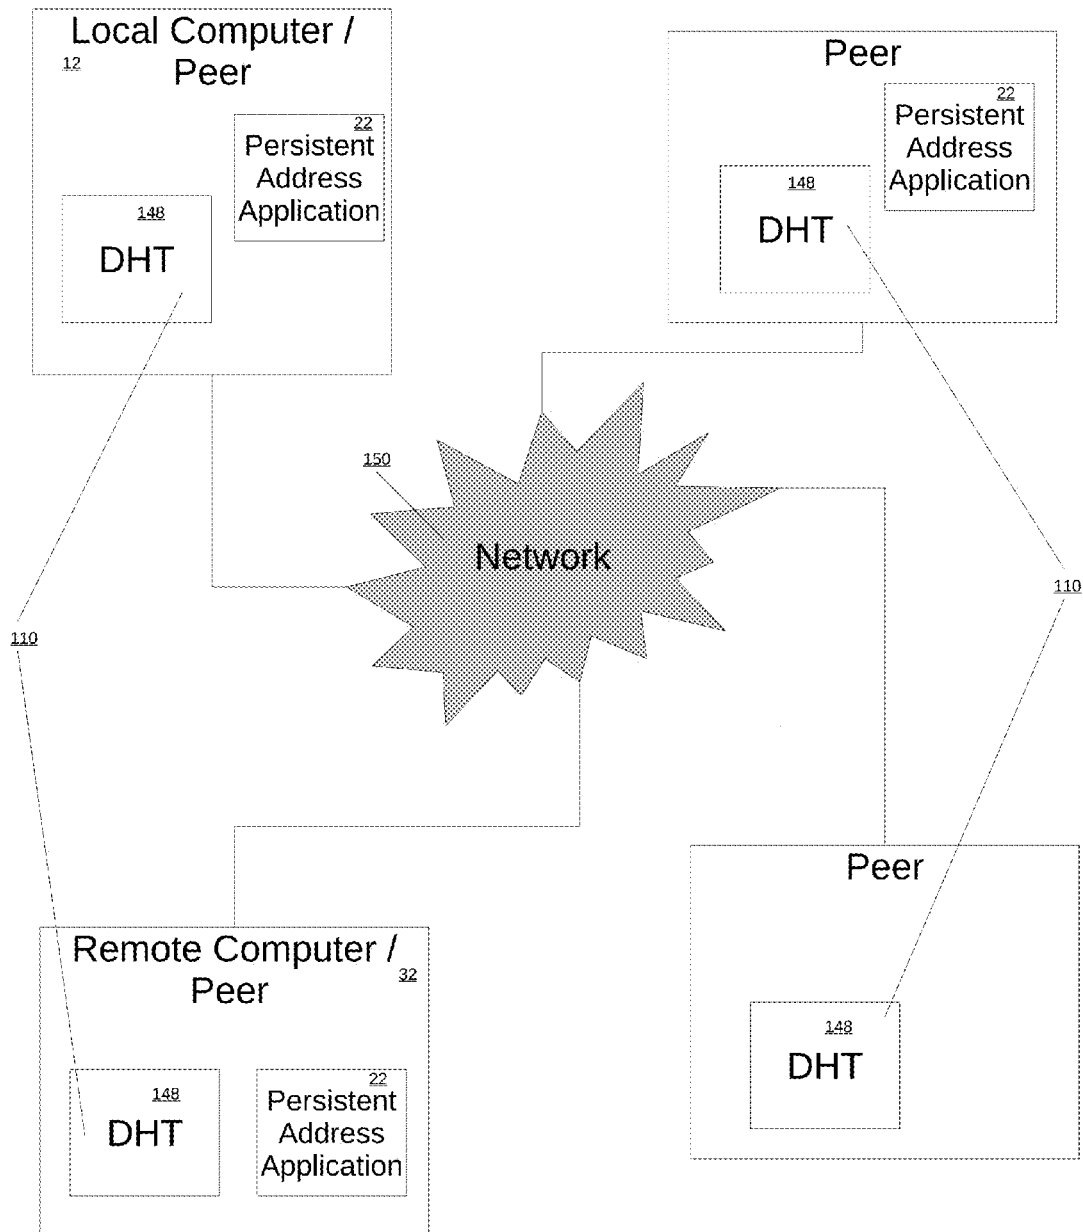 Local Computer /
12
Peer
22
Persistent
Address
Application
148
DHT
Peer
22
Persistent
Address
Application
148
DHT
150
Network
110
110
Remote Computer /
32
Peer
148
DHT
22
Persistent
Address
Application
Peer
148
DHT